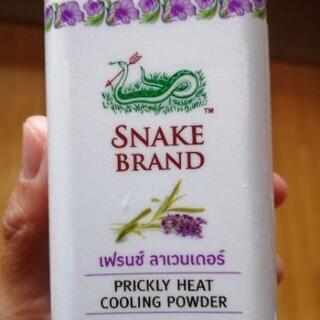 TM
SNAKE
BRAND
เฟรนช์ ลาเวนเดอร์
PRICKLY HEAT
COOLING POWDER